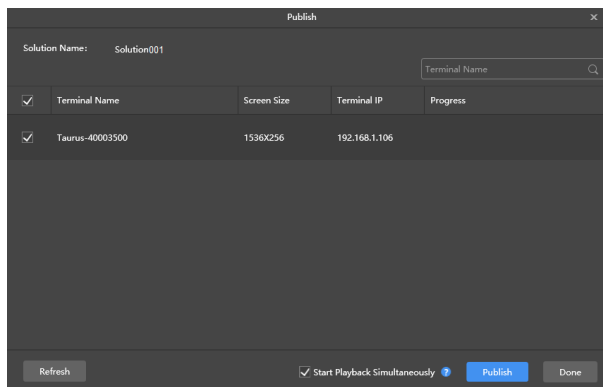 Publish
Solution Name: Solution001
Terminal Name
Terminal Name Screen Size Terminal IP Progress
Taurus-40003500 1536X256 192.168.1.106
Refresh Start Playback Simultaneously ? Publish Done